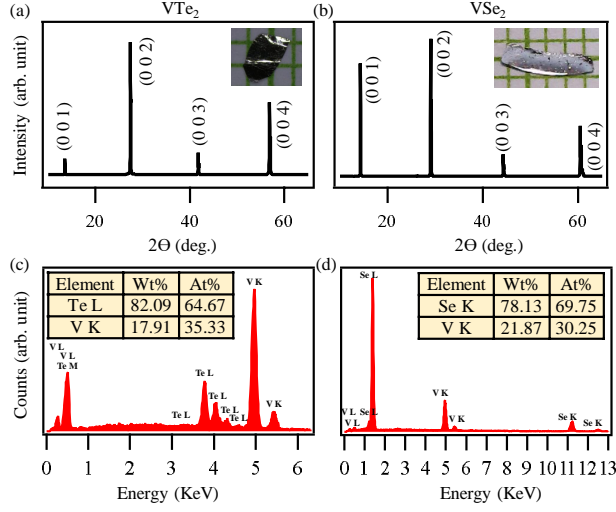 (a) VTe₂
Intensity (arb. unit)
(0 0 1)
(0 0 2)
(0 0 3)
(0 0 4)
20 40 60
2Θ (deg.)
(b) VSe₂
(0 0 1)
(0 0 2)
(0 0 3)
(0 0 4)
20 40 60
2Θ (deg.)
(c)
Counts (arb. unit)
Element Wt% At%
Te L 82.09 64.67
V K 17.91 35.33
V L
V L
Te M
Te L
Te L
Te L
Te L
Te L
V K
V K
0 1 2 3 4 5 6
Energy (KeV)
(d)
Element Wt% At%
Se K 78.13 69.75
V K 21.87 30.25
V L
V L
Se L
Se L
V K
V K
Se K
Se K
0 1 2 3 4 5 6 7 8 9 10 11 12 13
Energy (KeV)